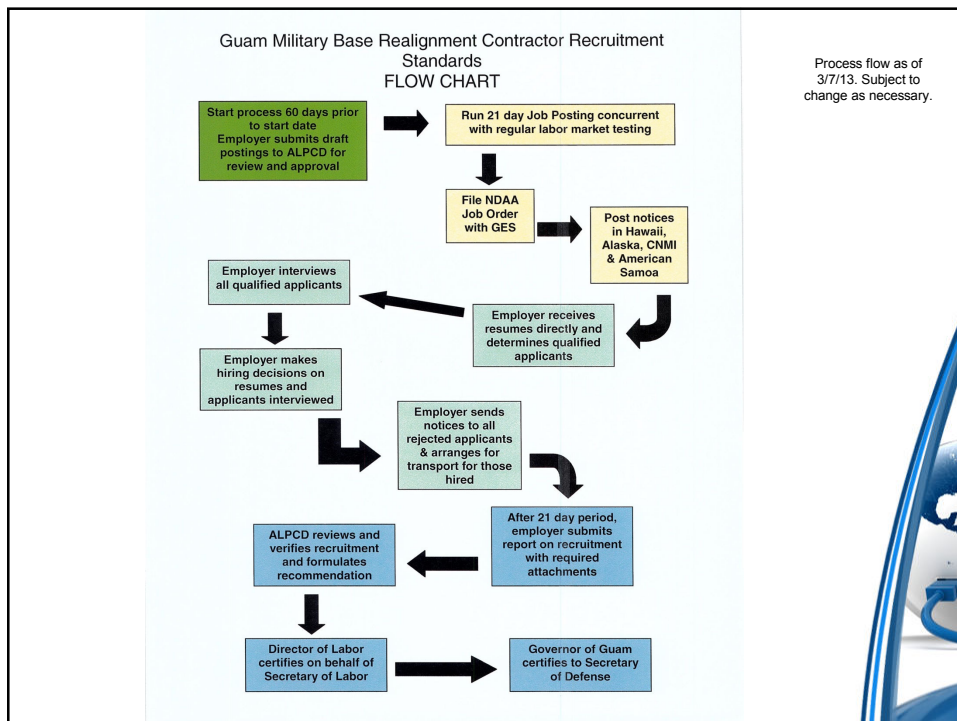 Guam Military Base Realignment Contractor Recruitment
Standards
FLOW CHART
Process flow as of
3/7/13. Subject to
change as necessary.
Start process 60 days prior
to start date
Employer submits draft
postings to ALPCD for
review and approval
Run 21 day Job Posting concurrent
with regular labor market testing
File NDAA
Job Order
with GES
Post notices
in Hawaii,
Alaska, CNMI
& American
Samoa
Employer receives
resumes directly and
determines qualified
applicants
Employer interviews
all qualified applicants
Employer makes
hiring decisions on
resumes and
applicants interviewed
Employer sends
notices to all
rejected applicants
& arranges for
transport for those
hired
After 21 day period,
employer submits
report on recruitment
with required
attachments
ALPCD reviews and
verifies recruitment
and formulates
recommendation
Director of Labor
certifies on behalf of
Secretary of Labor
Governor of Guam
certifies to Secretary
of Defense